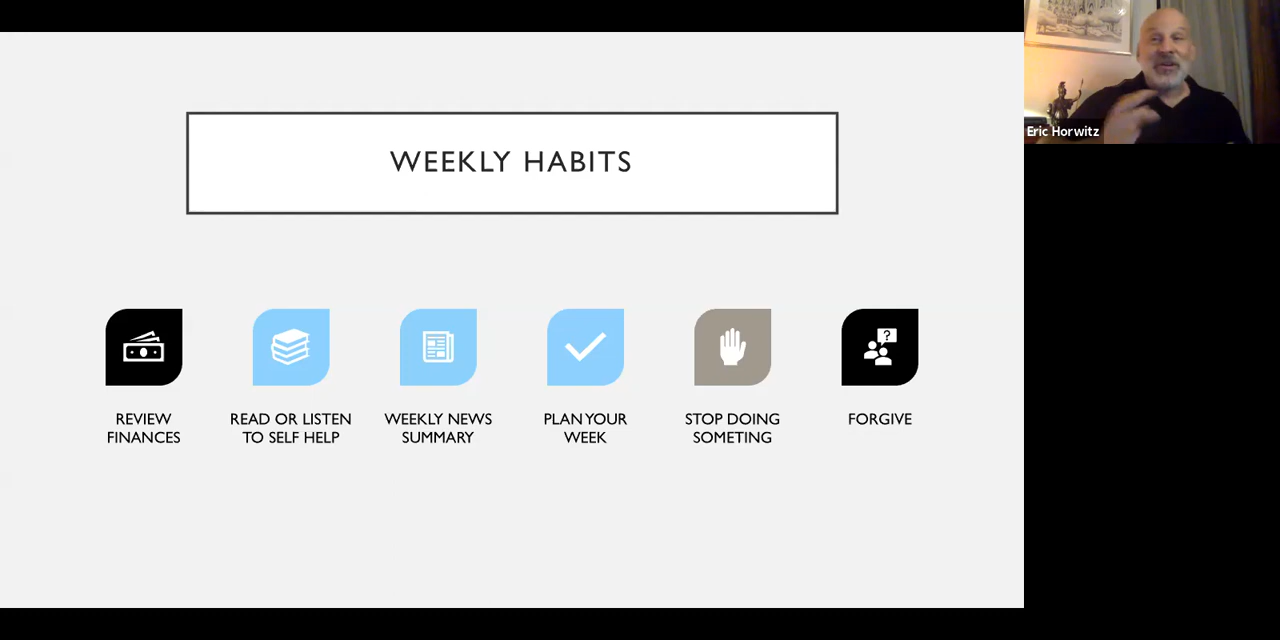 WEEKLY HABITS
REVIEW
FINANCES
READ OR LISTEN
TO SELF HELP
WEEKLY NEWS
SUMMARY
PLAN YOUR
WEEK
STOP DOING
SOMETING
?
FORGIVE
Eric Horwitz